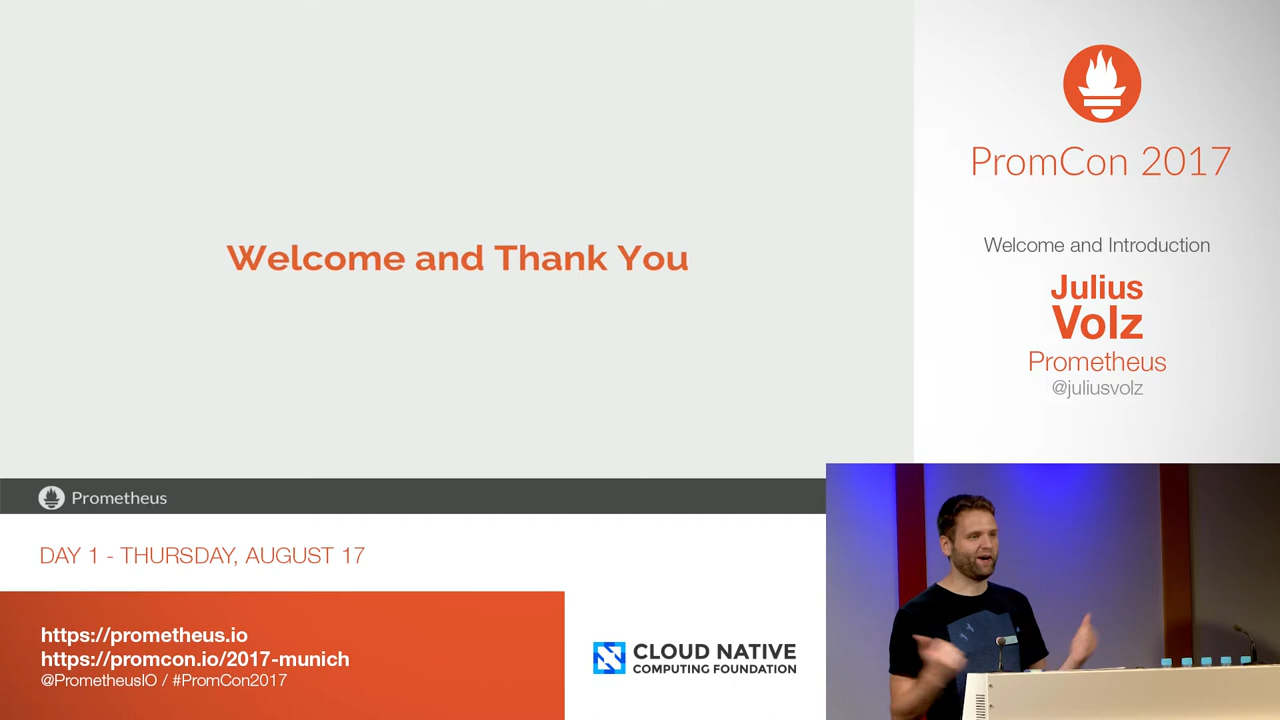 Welcome and Thank You
Prometheus
DAY 1 - THURSDAY, AUGUST 17
https://prometheus.io
https://promcon.io/2017-munich
@PrometheusIO / #PromCon2017
CLOUD NATIVE
COMPUTING FOUNDATION
PromCon 2017
Welcome and Introduction
Julius
Volz
Prometheus
@juliusvolz